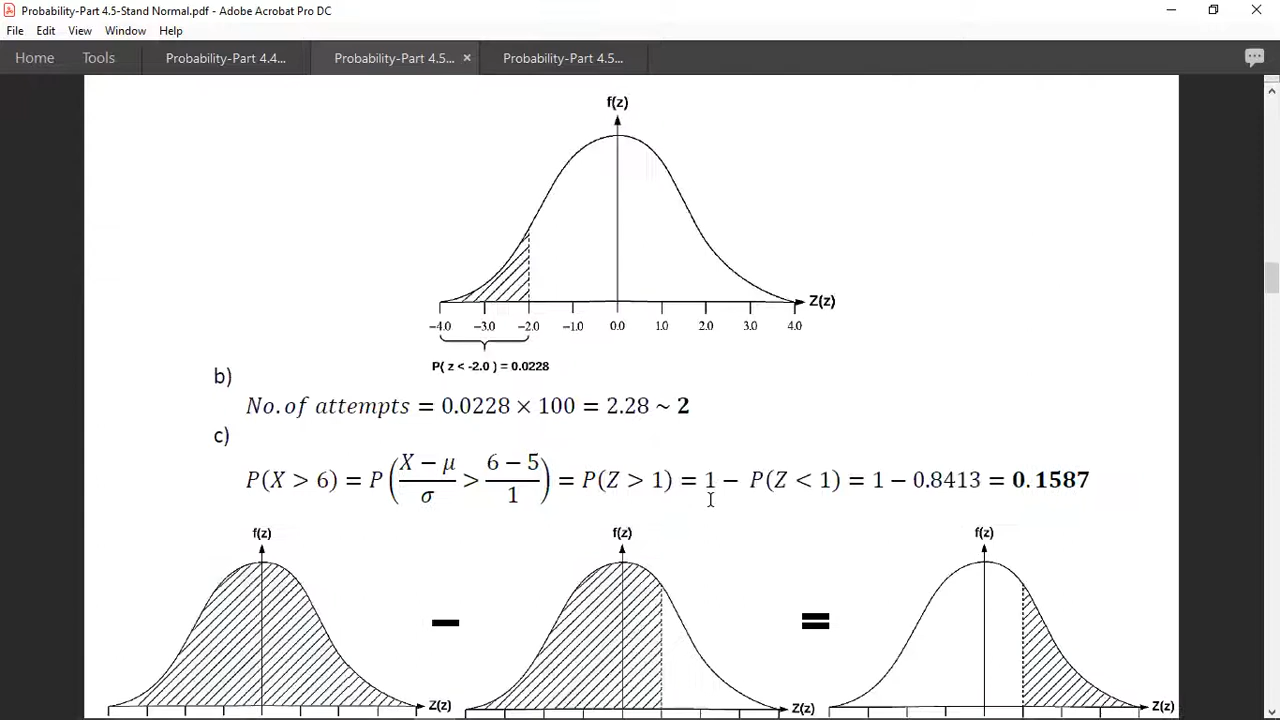 Probability-Part 4.5-Stand Normal.pdf - Adobe Acrobat Pro DC
File Edit View Window Help
Home Tools Probability-Part 4.4... Probability-Part 4.5... × Probability-Part 4.5...
f(z)
Z(z)
−4.0 −3.0 −2.0 −1.0 0.0 1.0 2.0 3.0 4.0
P( z < -2.0 ) = 0.0228
b)
No. of attempts = 0.0228 × 100 = 2.28 ~ 2
c)
P(X > 6) = P((X − μ)/σ > (6 − 5)/1) = P(Z > 1) = 1 − P(Z < 1) = 1 − 0.8413 = 0.1587
f(z) f(z) f(z)
− =
Z(z) Z(z) Z(z)